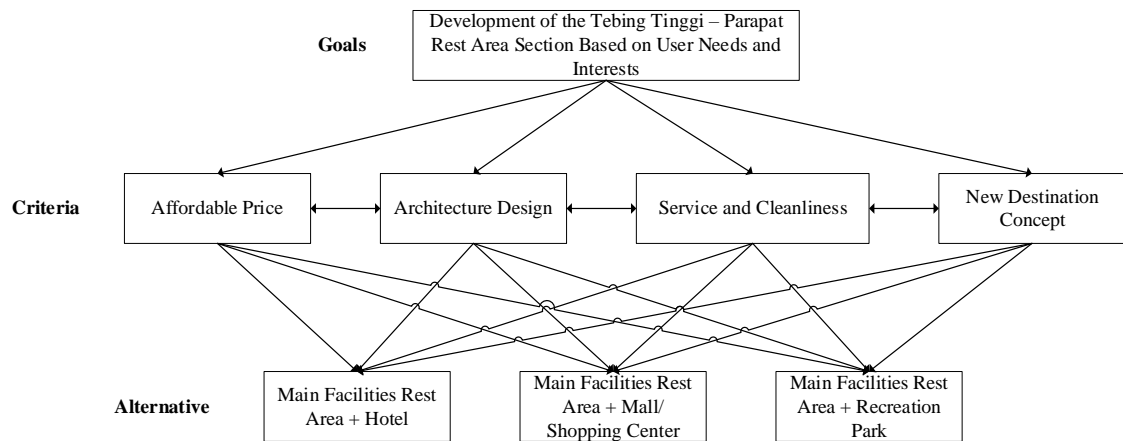 Goals
Development of the Tebing Tinggi – Parapat
Rest Area Section Based on User Needs and
Interests
Criteria
Affordable Price
Architecture Design
Service and Cleanliness
New Destination
Concept
Alternative
Main Facilities Rest
Area + Hotel
Main Facilities Rest
Area + Mall/
Shopping Center
Main Facilities Rest
Area + Recreation
Park